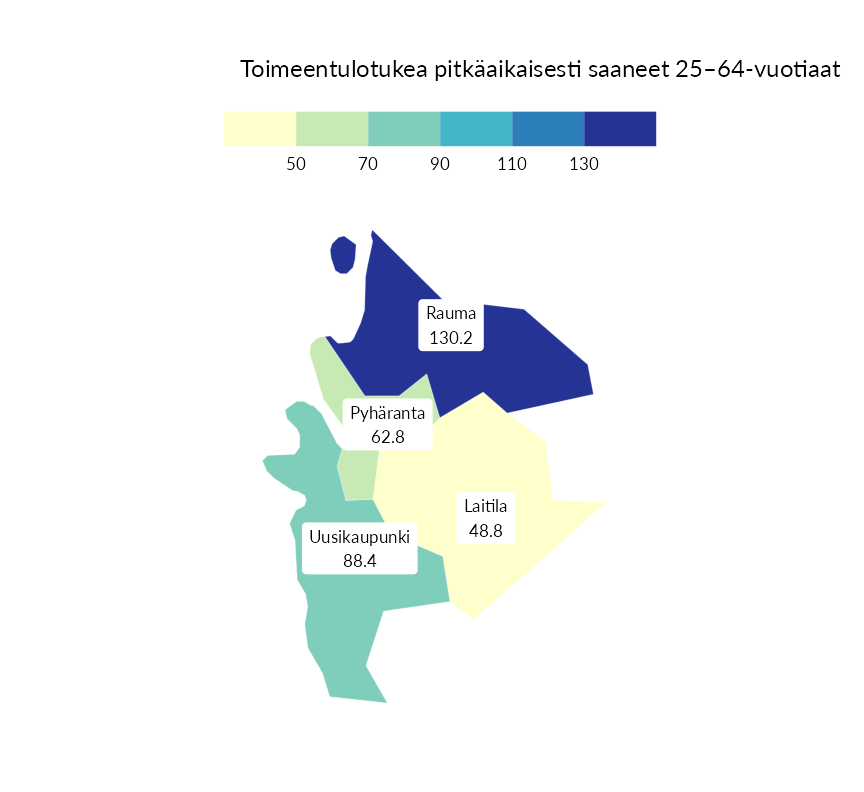 Toimeentulotukea pitkäaikaisesti saaneet 25–64-vuotiaat
50 70 90 110 130
Rauma
130.2
Pyhäranta
62.8
Laitila
48.8
Uusikaupunki
88.4